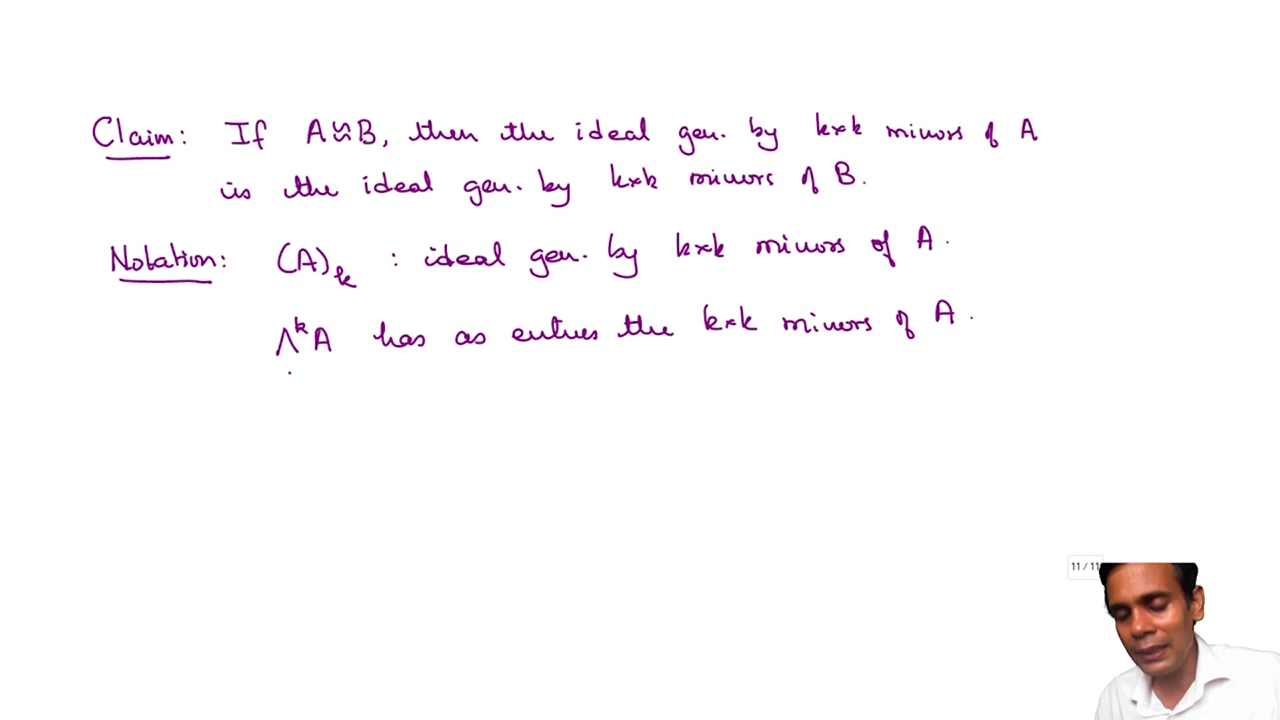 Claim: If A≈B, then the ideal gen. by k×k minors of A
is the ideal gen. by k×k minors of B.
Notation: (A)ₖ : ideal gen. by k×k minors of A.
⋀ᵏA has as entries the k×k minors of A.
11 / 11